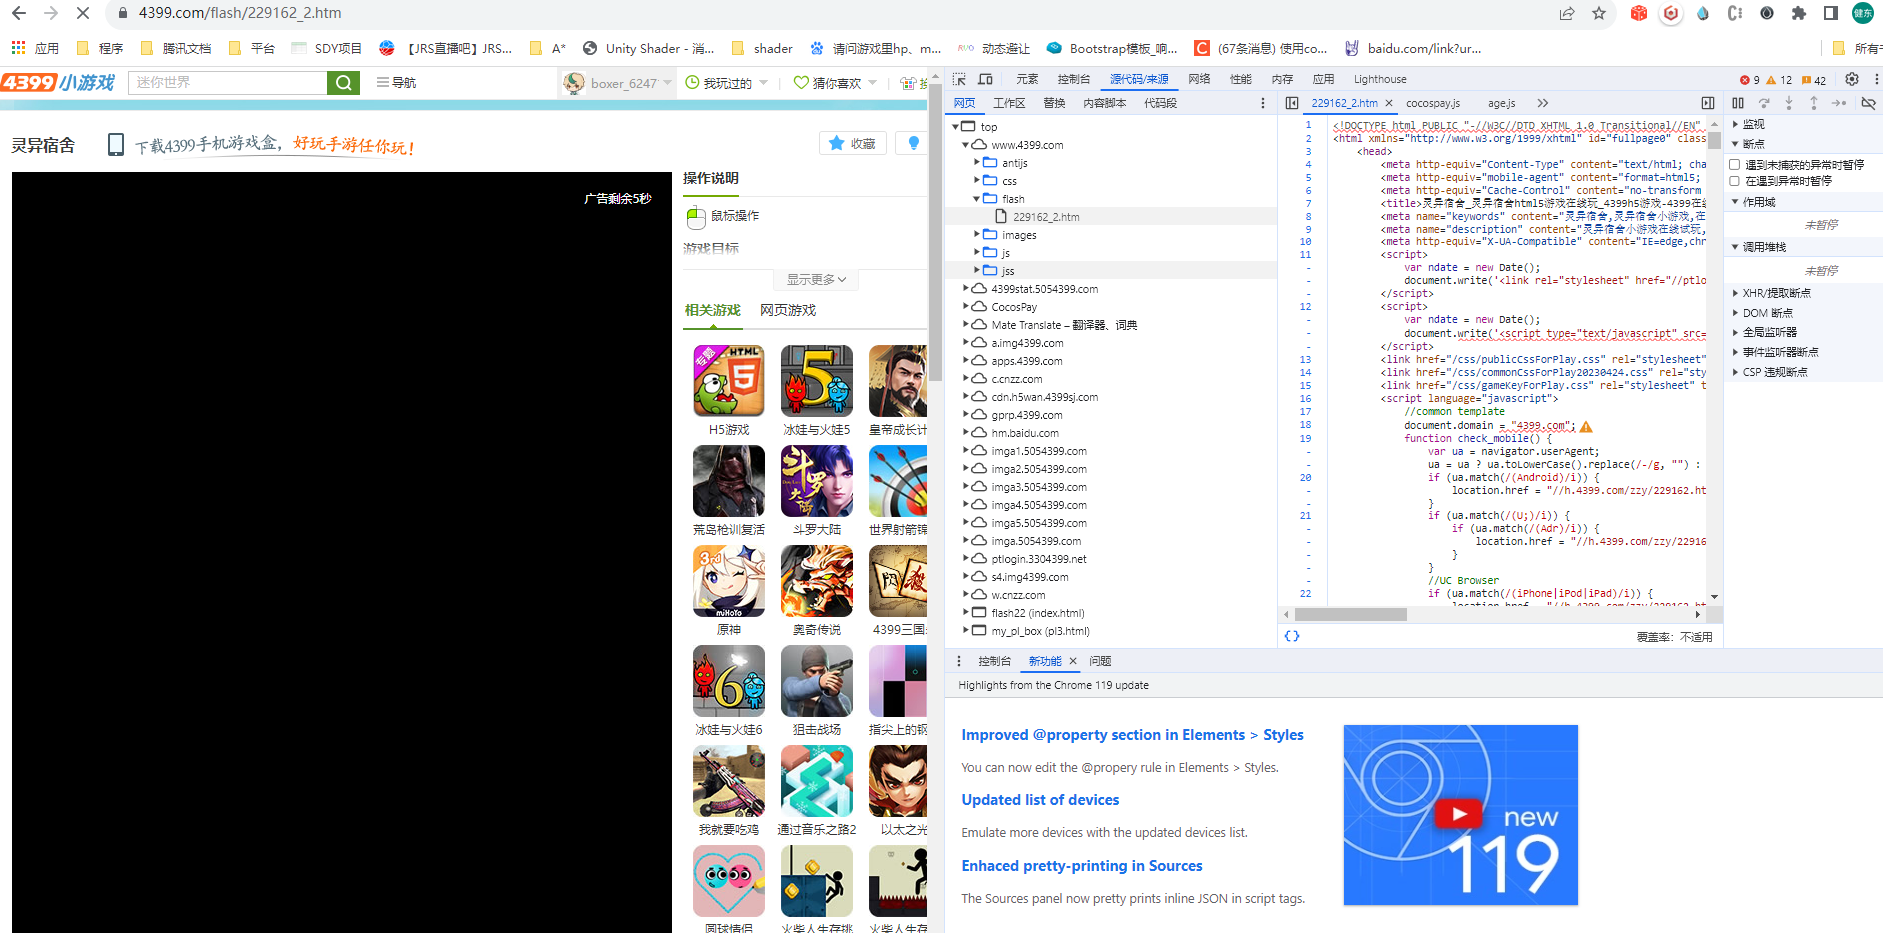 4399.com/flash/229162_2.htm
健东
应用 程序 腾讯文档 平台 SDY项目 【JRS直播吧】JRS... A* Unity Shader - 消... shader 请问游戏里hp、m... RVO 动态避让 Bootstrap模板_响... (67条消息) 使用co... baidu.com/link?ur... 所有
4399小游戏 迷你世界 导航 boxer_6247 我玩过的 猜你喜欢
灵异宿舍 下载4399手机游戏盒，好玩手游任你玩！ 收藏
广告剩余5秒
操作说明
鼠标操作
游戏目标
显示更多
相关游戏 网页游戏
专题 HTML 5 5
H5游戏 冰娃与火娃5 皇帝成长计
斗罗大陆
荒岛枪训复活 斗罗大陆 世界射箭锦
miHoYo
原神 奥奇传说 4399三国
6
冰娃与火娃6 狙击战场 指尖上的钢
我就要吃鸡 通过音乐之路2 以太之光
圆球情侣 火柴人生存挑 火柴人生存
元素 控制台 源代码/来源 网络 性能 内存 应用 Lighthouse 9 12 42
网页 工作区 替换 内容脚本 代码段
top
www.4399.com
antijs
css
flash
229162_2.htm
images
js
jss
4399stat.5054399.com
CocosPay
Mate Translate – 翻译器、词典
a.img4399.com
apps.4399.com
c.cnzz.com
cdn.h5wan.4399sj.com
gprp.4399.com
hm.baidu.com
imga1.5054399.com
imga2.5054399.com
imga3.5054399.com
imga4.5054399.com
imga5.5054399.com
imga.5054399.com
ptlogin.3304399.net
s4.img4399.com
w.cnzz.com
flash22 (index.html)
my_pl_box (pl3.html)
229162_2.htm × cocospay.js age.js
1 <!DOCTYPE html PUBLIC "-//W3C//DTD XHTML 1.0 Transitional//EN"
2 <html xmlns="http://www.w3.org/1999/xhtml" id="fullpage0" clas
3 <head>
4 <meta http-equiv="Content-Type" content="text/html; cha
5 <meta http-equiv="mobile-agent" content="format=html5;
6 <meta http-equiv="Cache-Control" content="no-transform
7 <title>灵异宿舍_灵异宿舍html5游戏在线玩_4399h5游戏-4399在
8 <meta name="keywords" content="灵异宿舍,灵异宿舍小游戏,在
9 <meta name="description" content="灵异宿舍小游戏在线试玩,
10 <meta http-equiv="X-UA-Compatible" content="IE=edge,chr
11 <script>
- var ndate = new Date();
- document.write('<link rel="stylesheet" href="//ptlo
- </script>
12 <script>
- var ndate = new Date();
- document.write('<script type="text/javascript" src=
- </script>
13 <link href="/css/publicCssForPlay.css" rel="stylesheet"
14 <link href="/css/commonCssForPlay20230424.css" rel="sty
15 <link href="/css/gameKeyForPlay.css" rel="stylesheet" t
16 <script language="javascript">
17 //common template
18 document.domain = "4399.com";
19 function check_mobile() {
- var ua = navigator.userAgent;
- ua = ua ? ua.toLowerCase().replace(/-/g, "") :
20 if (ua.match(/(Android)/i)) {
- location.href = "//h.4399.com/zzy/229162.ht
- }
21 if (ua.match(/(U;)/i)) {
- if (ua.match(/(Adr)/i)) {
- location.href = "//h.4399.com/zzy/22916
- }
- }
- //UC Browser
22 if (ua.match(/(iPhone|iPod|iPad)/i)) {
location.href = "//h.4399.com/zzy/229162.ht
{} 覆盖率：不适用
监视
断点
遇到未捕获的异常时暂停
在遇到异常时暂停
作用域
未暂停
调用堆栈
未暂停
XHR/提取断点
DOM 断点
全局监听器
事件监听器断点
CSP 违规断点
控制台 新功能 × 问题
Highlights from the Chrome 119 update
Improved @property section in Elements > Styles
You can now edit the @propery rule in Elements > Styles.
Updated list of devices
Emulate more devices with the updated devices list.
Enhaced pretty-printing in Sources
The Sources panel now pretty prints inline JSON in script tags.
new
119